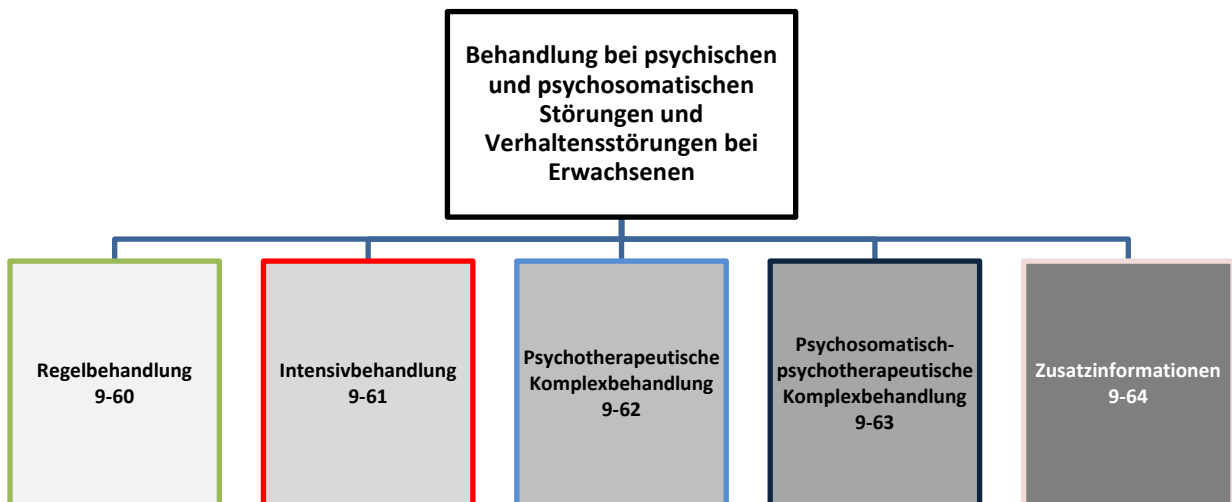 Behandlung bei psychischen
und psychosomatischen
Störungen und
Verhaltensstörungen bei
Erwachsenen
Regelbehandlung
9-60
Intensivbehandlung
9-61
Psychotherapeutische
Komplexbehandlung
9-62
Psychosomatisch-
psychotherapeutische
Komplexbehandlung
9-63
Zusatzinformationen
9-64